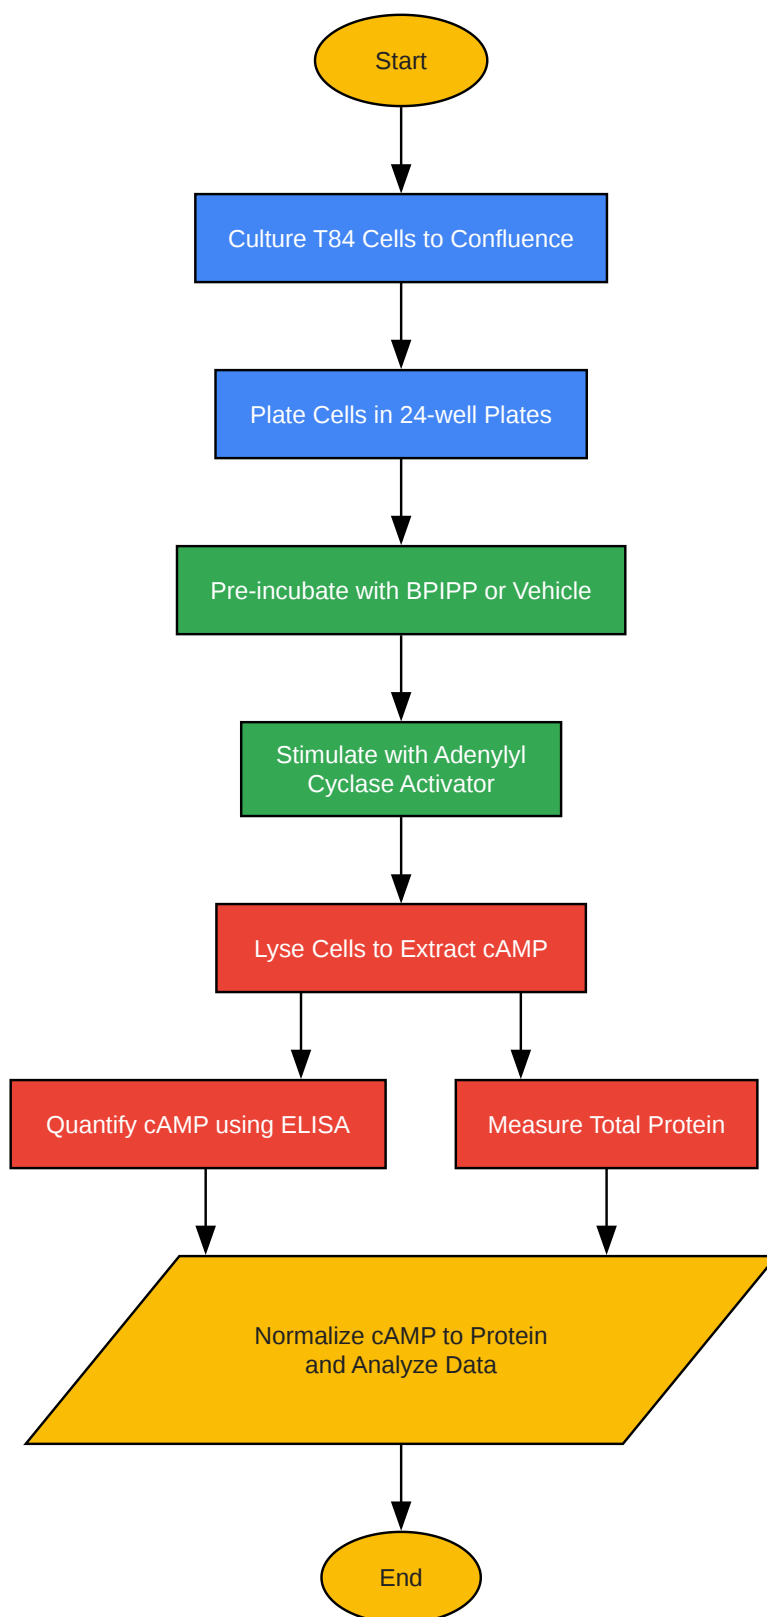 Start
Culture T84 Cells to Confluence
Plate Cells in 24-well Plates
Pre-incubate with BPIPP or Vehicle
Stimulate with Adenylyl
Cyclase Activator
Lyse Cells to Extract cAMP
Quantify cAMP using ELISA
Measure Total Protein
Normalize cAMP to Protein
and Analyze Data
End